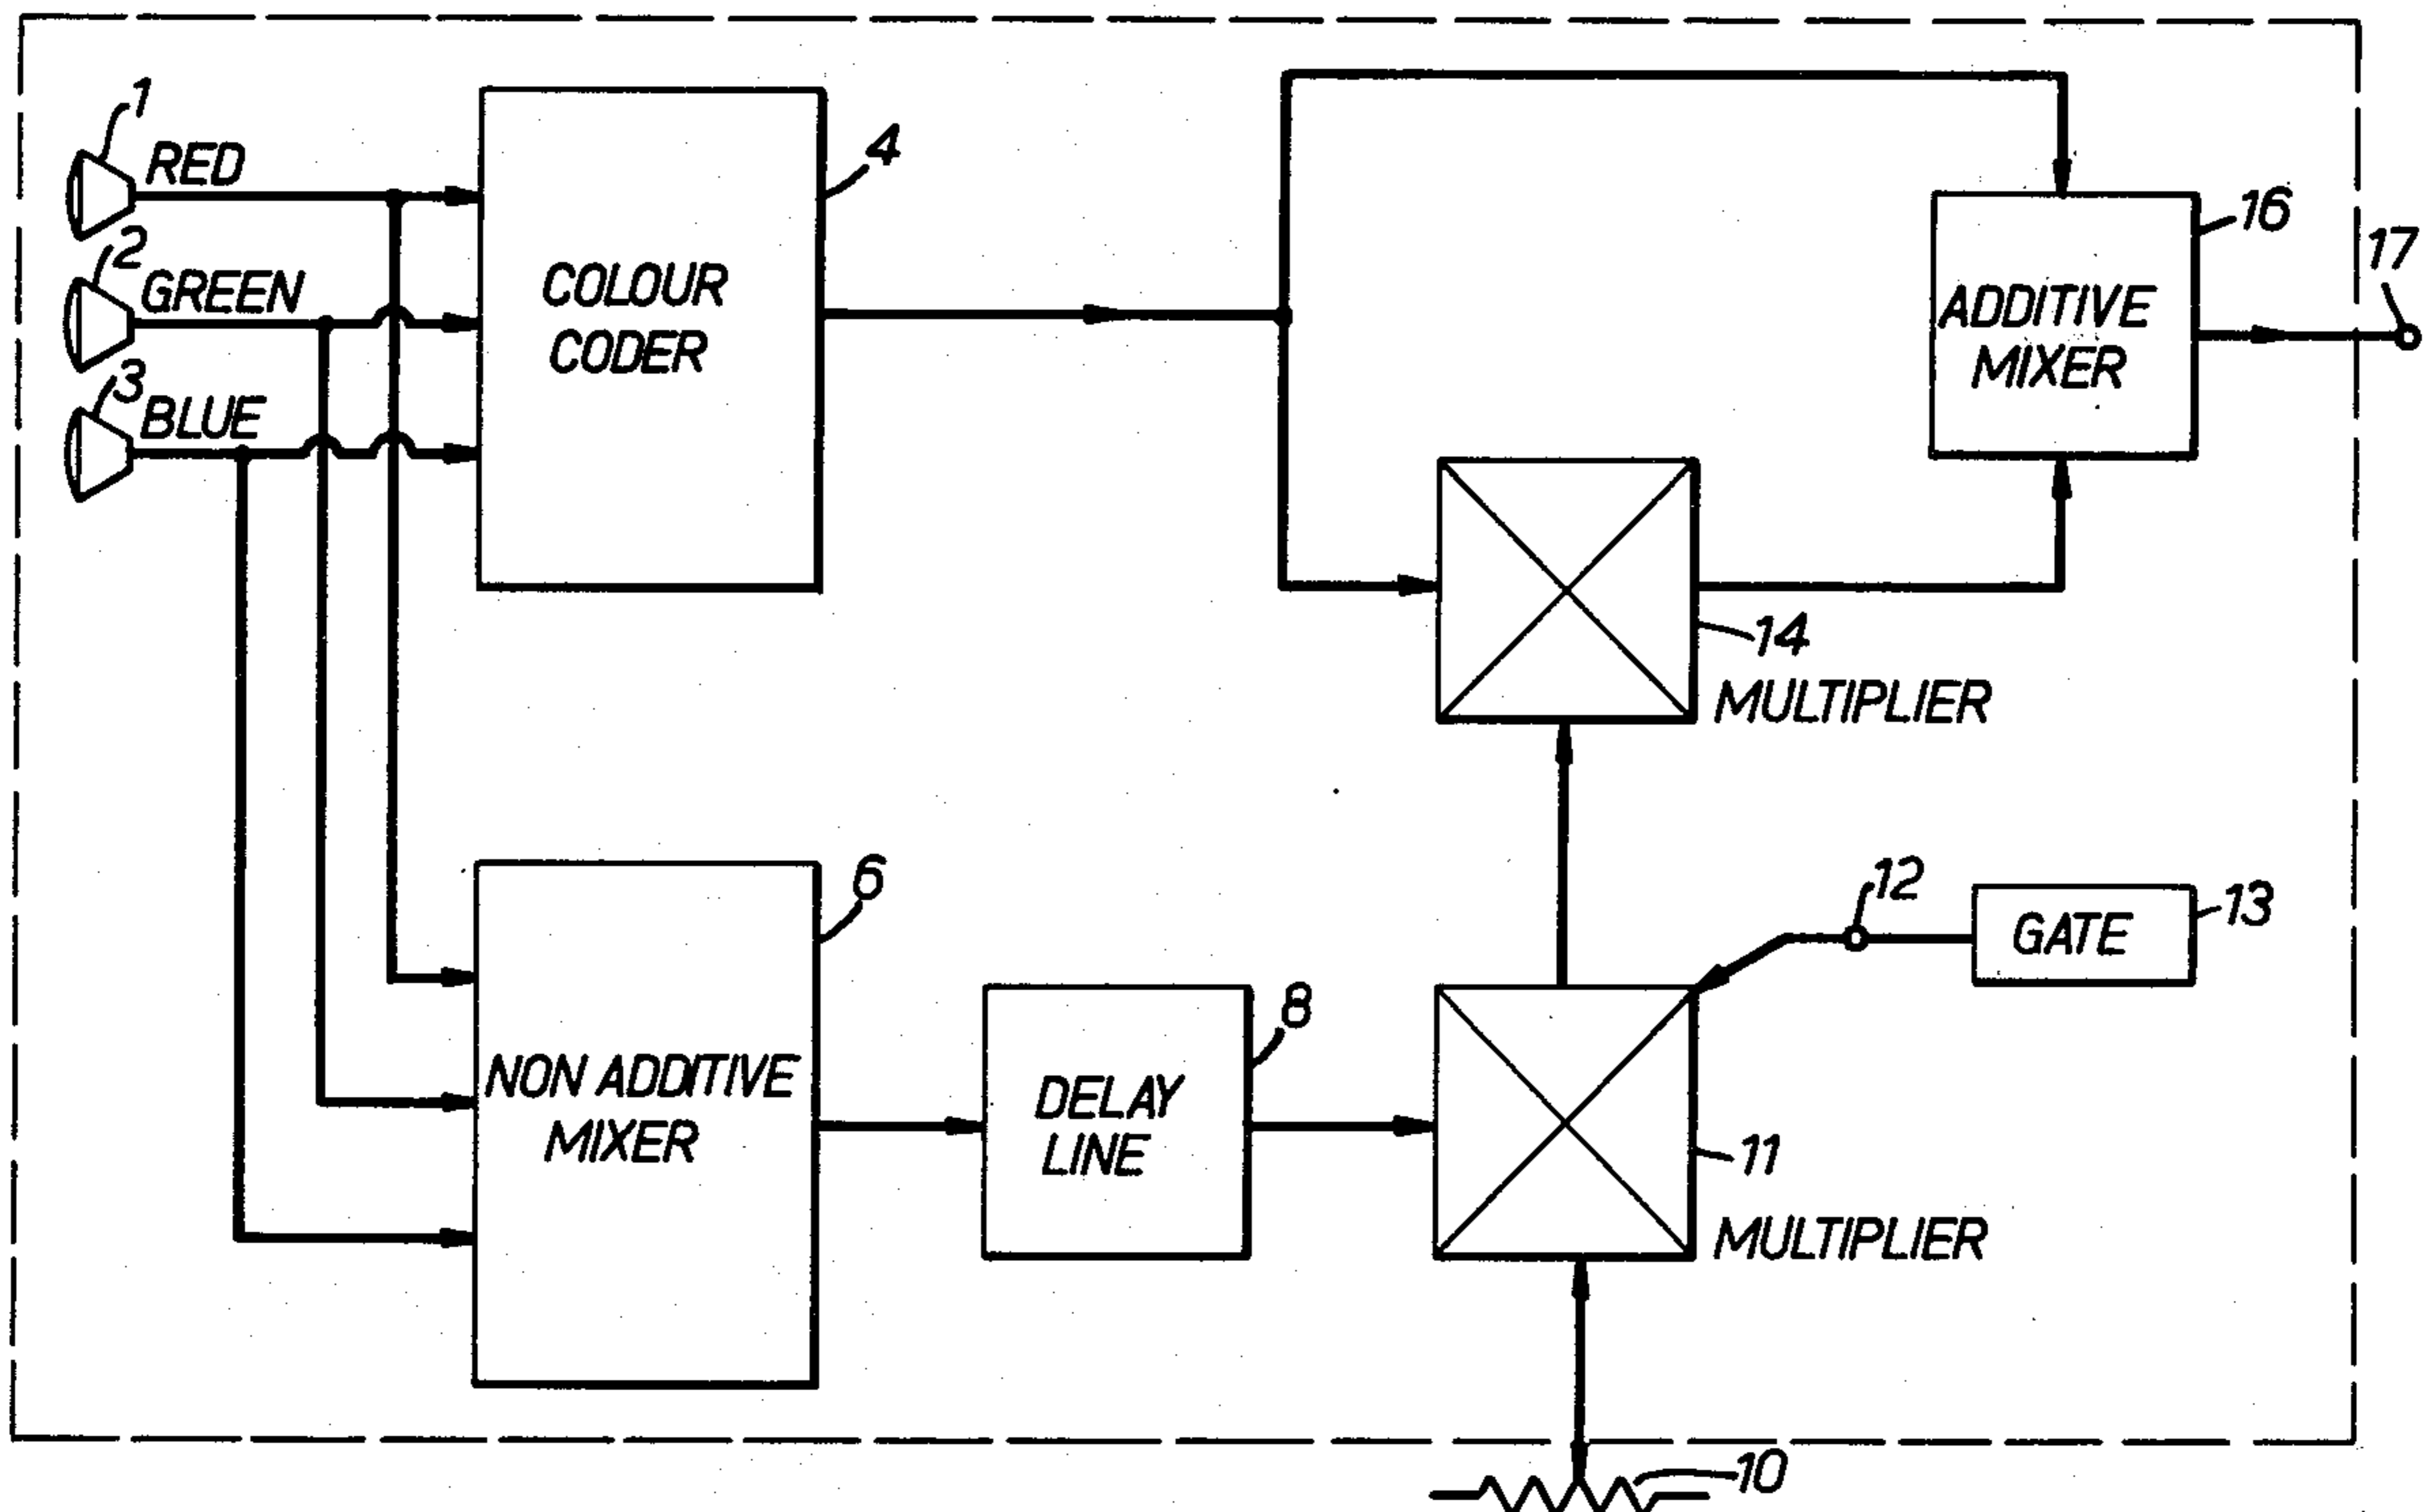 1
RED
2
GREEN
3
BLUE
COLOUR
CODER
4
ADDITIVE
MIXER
16
17
14
MULTIPLIER
NON ADDITIVE
MIXER
6
DELAY
LINE
8
11
MULTIPLIER
12
GATE
13
10